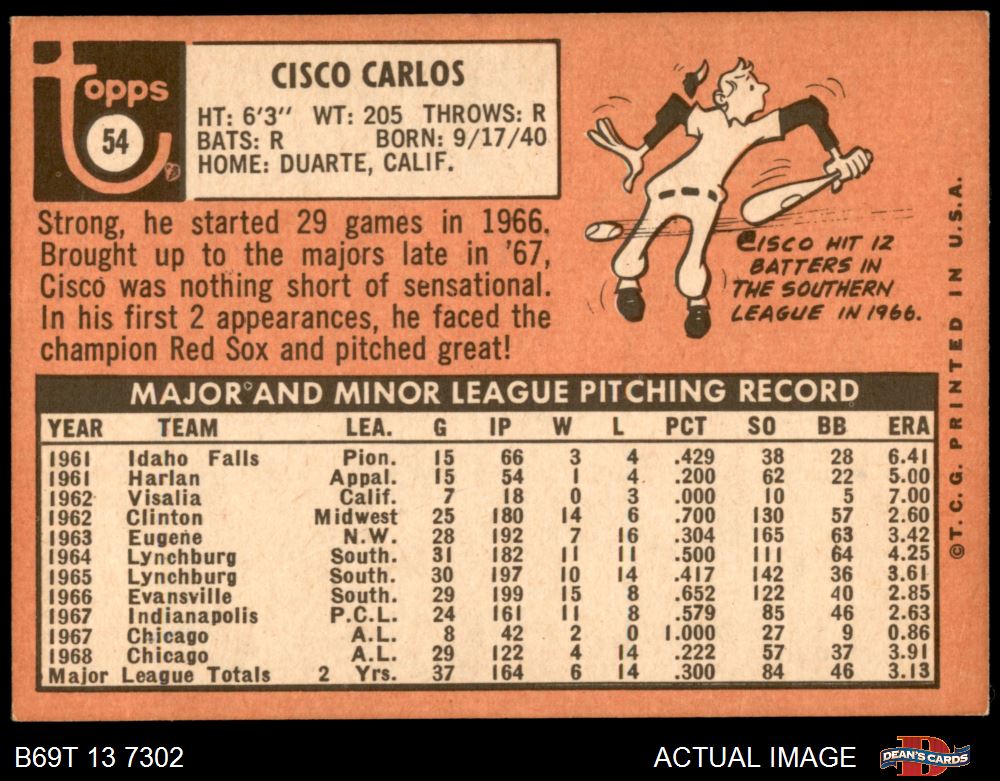 Topps
54
CISCO CARLOS
HT: 6'3" WT: 205 THROWS: R
BATS: R BORN: 9/17/40
HOME: DUARTE, CALIF.
Strong, he started 29 games in 1966.
Brought up to the majors late in '67,
Cisco was nothing short of sensational.
In his first 2 appearances, he faced the
champion Red Sox and pitched great!
CISCO HIT 12
BATTERS IN
THE SOUTHERN
LEAGUE IN 1966.
©T.C.G. PRINTED IN U.S.A.
MAJOR AND MINOR LEAGUE PITCHING RECORD
YEAR TEAM LEA. G IP W L PCT SO BB ERA
1961 Idaho Falls Pion. 15 66 3 4 .429 38 28 6.41
1961 Harlan Appal. 15 54 1 4 .200 62 22 5.00
1962 Visalia Calif. 7 18 0 3 .000 10 5 7.00
1962 Clinton Midwest 25 180 14 6 .700 130 57 2.60
1963 Eugene N.W. 28 192 7 16 .304 165 63 3.42
1964 Lynchburg South. 31 182 11 11 .500 111 64 4.25
1965 Lynchburg South. 30 197 10 14 .417 142 36 3.61
1966 Evansville South. 29 199 15 8 .652 122 40 2.85
1967 Indianapolis P.C.L. 24 161 11 8 .579 85 46 2.63
1967 Chicago A.L. 8 42 2 0 1.000 27 9 0.86
1968 Chicago A.L. 29 122 4 14 .222 57 37 3.91
Major League Totals 2 Yrs. 37 164 6 14 .300 84 46 3.13
B69T 13 7302
ACTUAL IMAGE
DEAN'S CARDS